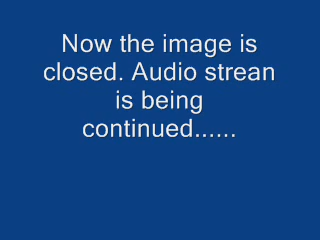 Now the image is
closed. Audio strean
is being
continued......